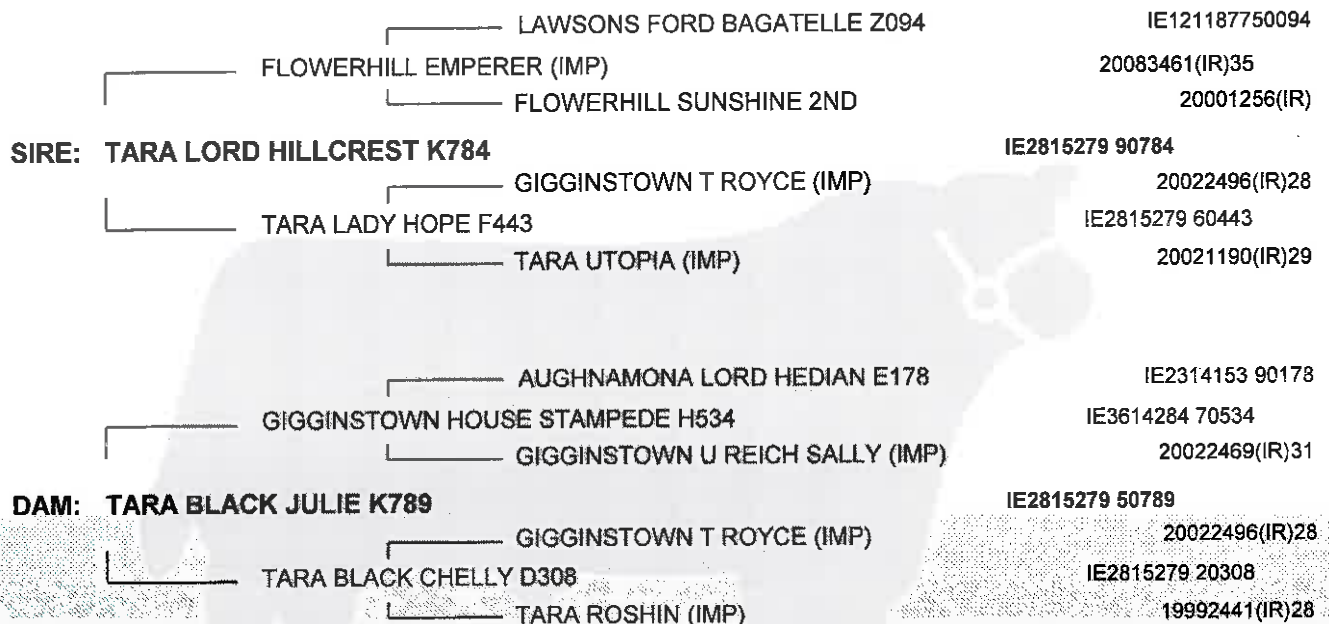 LAWSONS FORD BAGATELLE Z094 IE121187750094
FLOWERHILL EMPERER (IMP) 20083461(IR)35
FLOWERHILL SUNSHINE 2ND 20001256(IR)
SIRE: TARA LORD HILLCREST K784 IE2815279 90784
GIGGINSTOWN T ROYCE (IMP) 20022496(IR)28
TARA LADY HOPE F443 IE2815279 60443
TARA UTOPIA (IMP) 20021190(IR)29
AUGHNAMONA LORD HEDIAN E178 IE2314153 90178
GIGGINSTOWN HOUSE STAMPEDE H534 IE3614284 70534
GIGGINSTOWN U REICH SALLY (IMP) 20022469(IR)31
DAM: TARA BLACK JULIE K789 IE2815279 50789
GIGGINSTOWN T ROYCE (IMP) 20022496(IR)28
TARA BLACK CHELLY D308 IE2815279 20308
TARA ROSHIN (IMP) 19992441(IR)28